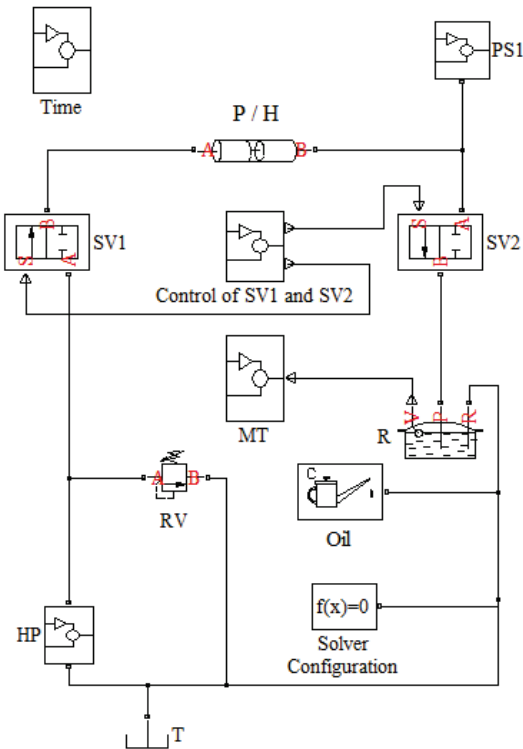 PS1
Time
P / H
A B
B
S A
SV1
S A
B
SV2
Control of SV1 and SV2
MT
V P R
R
A B
RV
C
Oil
HP
f(x)=0
Solver
Configuration
T